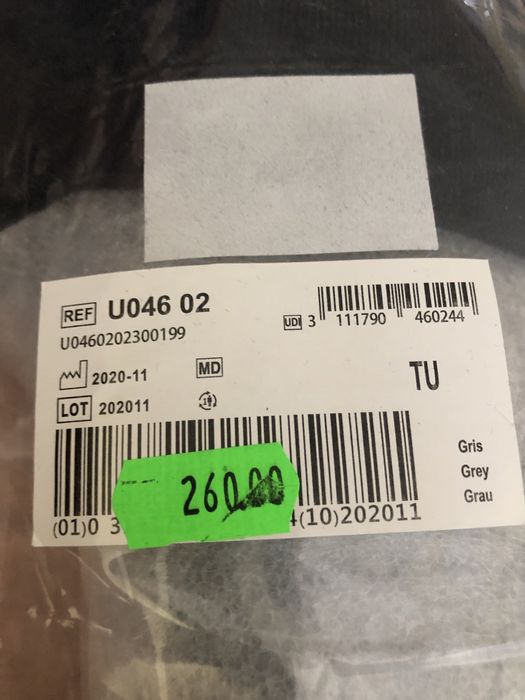 REF U046 02
U0460202300199
UDI 3 111790 460244
2020-11 MD
TU
LOT 202011
Gris
Grey
Grau
260.00
(01)0 3 4(10)202011